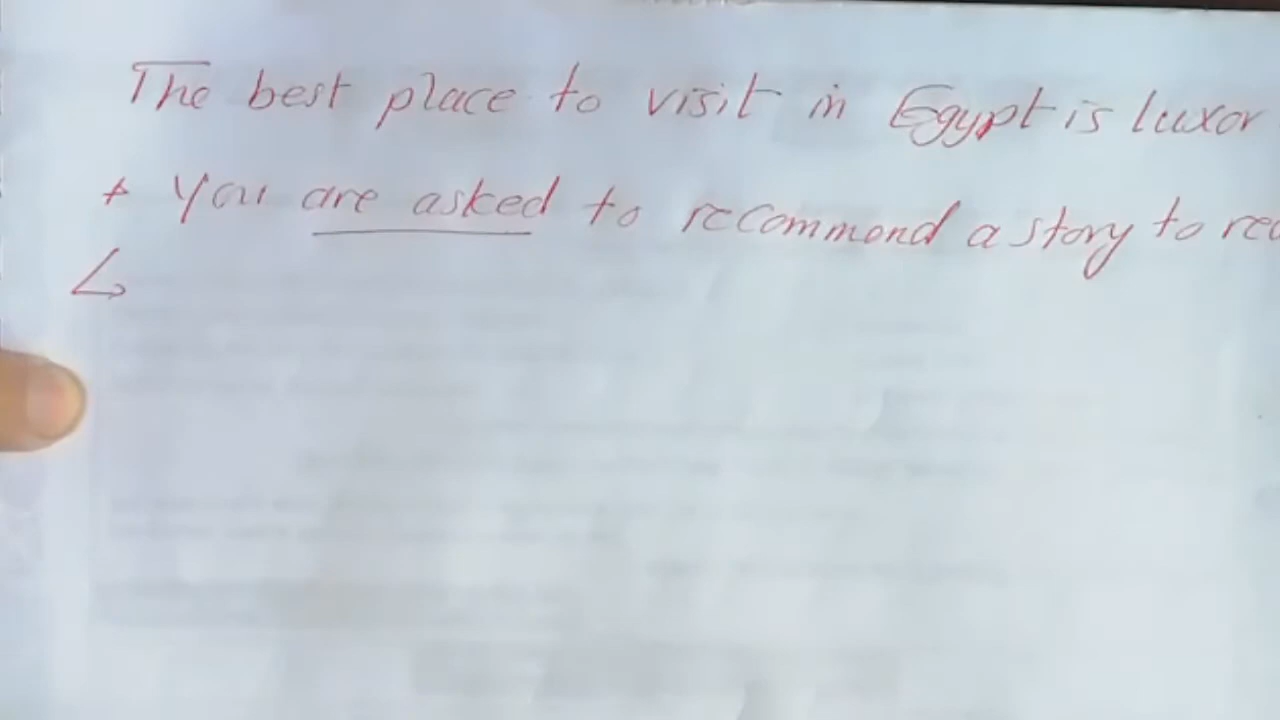 The best place to visit in Egypt is luxor
+ You are asked to recommend a story to